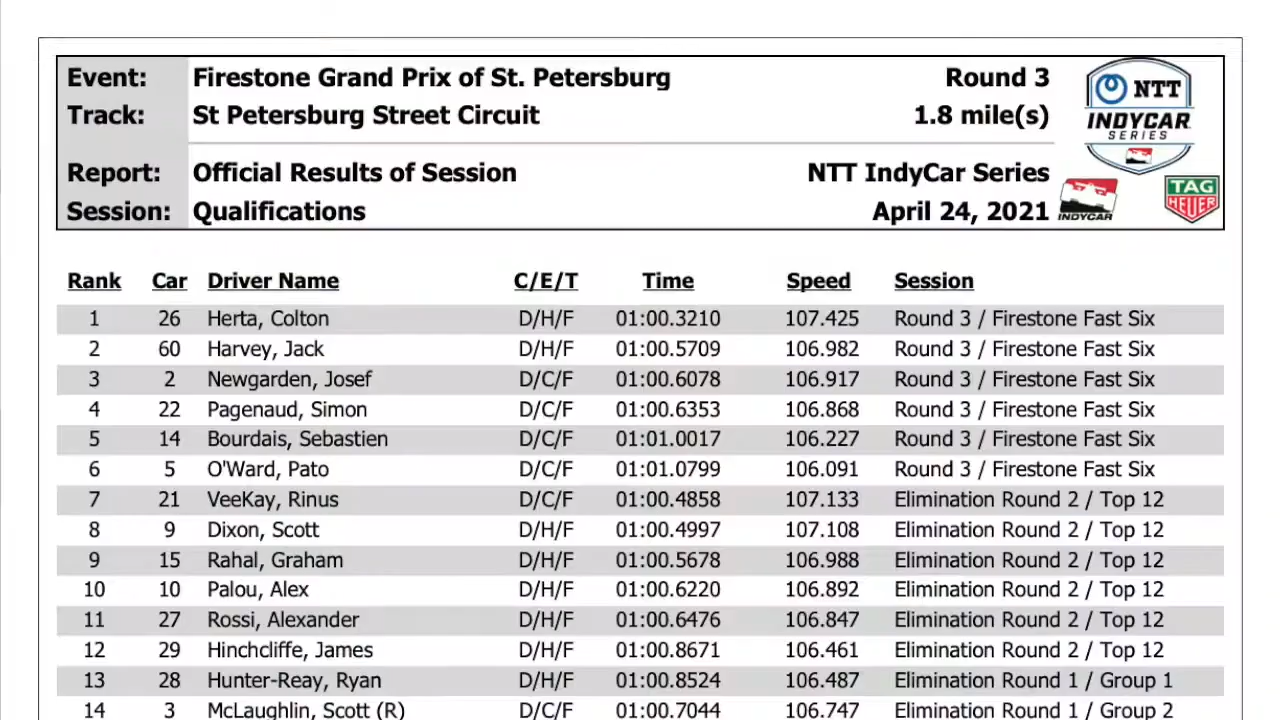 Event: Firestone Grand Prix of St. Petersburg Round 3
Track: St Petersburg Street Circuit 1.8 mile(s)
Report: Official Results of Session NTT IndyCar Series
Session: Qualifications April 24, 2021
NTT
INDYCAR
SERIES
INDYCAR
TAG
HEUER
Rank Car Driver Name C/E/T Time Speed Session
1 26 Herta, Colton D/H/F 01:00.3210 107.425 Round 3 / Firestone Fast Six
2 60 Harvey, Jack D/H/F 01:00.5709 106.982 Round 3 / Firestone Fast Six
3 2 Newgarden, Josef D/C/F 01:00.6078 106.917 Round 3 / Firestone Fast Six
4 22 Pagenaud, Simon D/C/F 01:00.6353 106.868 Round 3 / Firestone Fast Six
5 14 Bourdais, Sebastien D/C/F 01:01.0017 106.227 Round 3 / Firestone Fast Six
6 5 O'Ward, Pato D/C/F 01:01.0799 106.091 Round 3 / Firestone Fast Six
7 21 VeeKay, Rinus D/C/F 01:00.4858 107.133 Elimination Round 2 / Top 12
8 9 Dixon, Scott D/H/F 01:00.4997 107.108 Elimination Round 2 / Top 12
9 15 Rahal, Graham D/H/F 01:00.5678 106.988 Elimination Round 2 / Top 12
10 10 Palou, Alex D/H/F 01:00.6220 106.892 Elimination Round 2 / Top 12
11 27 Rossi, Alexander D/H/F 01:00.6476 106.847 Elimination Round 2 / Top 12
12 29 Hinchcliffe, James D/H/F 01:00.8671 106.461 Elimination Round 2 / Top 12
13 28 Hunter-Reay, Ryan D/H/F 01:00.8524 106.487 Elimination Round 1 / Group 1
14 3 McLaughlin, Scott (R) D/C/F 01:00.7044 106.747 Elimination Round 1 / Group 2